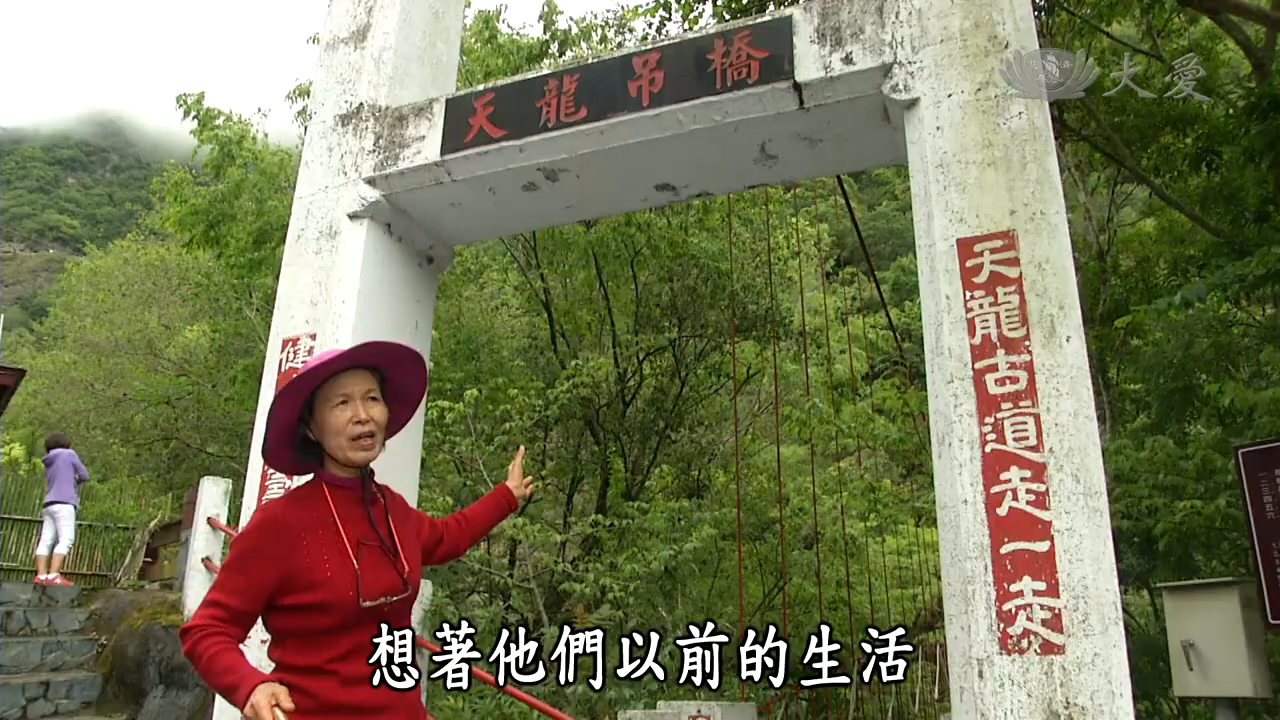 天龍吊橋
大愛
天龍古道走一走
健
想著他們以前的生活